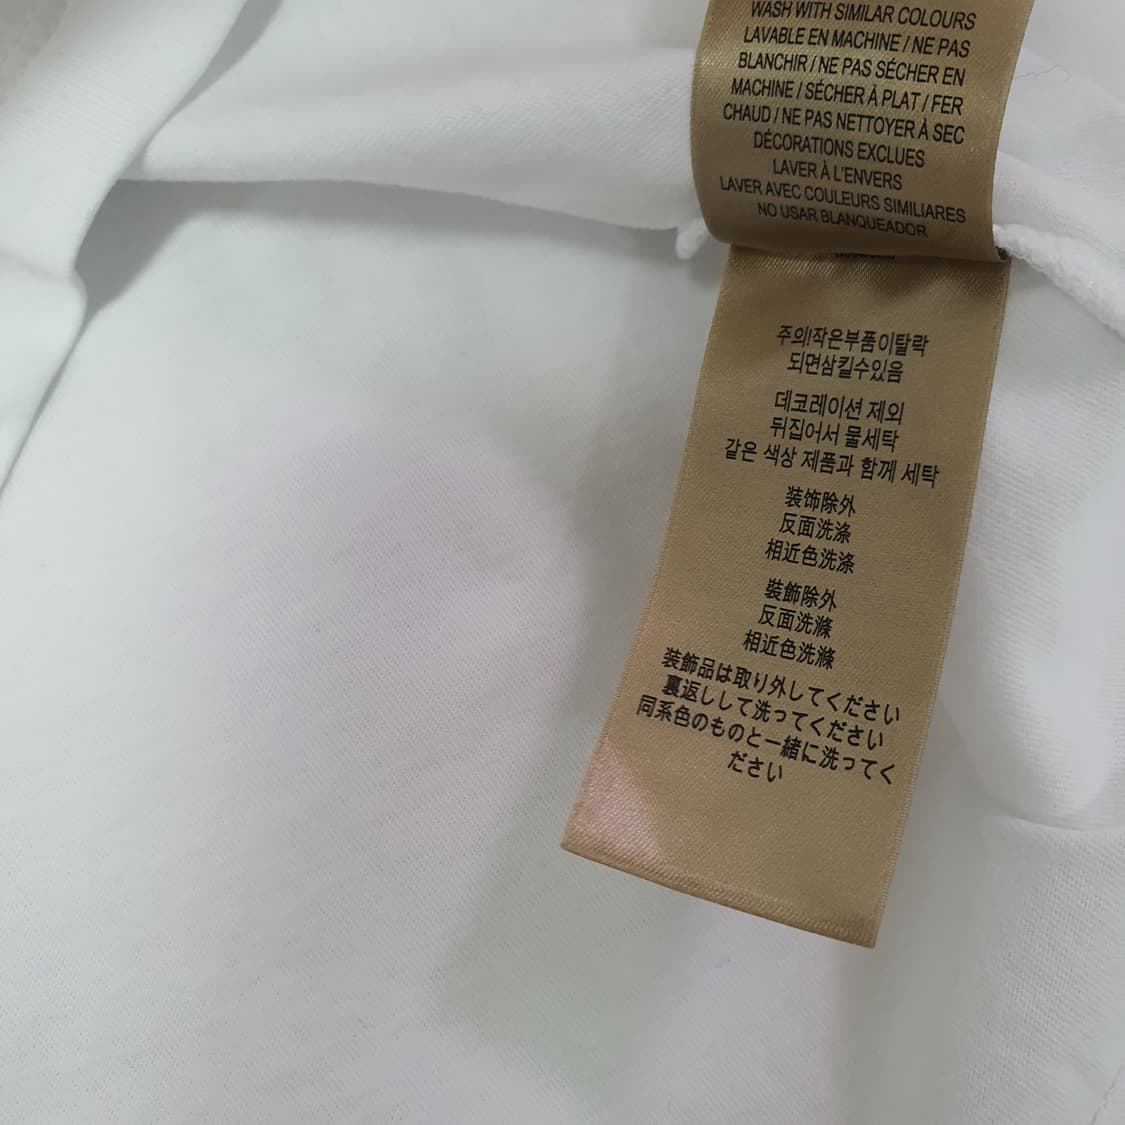 WASH WITH SIMILAR COLOURS
LAVABLE EN MACHINE / NE PAS
BLANCHIR / NE PAS SÉCHER EN
MACHINE / SÉCHER À PLAT / FER
CHAUD / NE PAS NETTOYER À SEC
DÉCORATIONS EXCLUES
LAVER À L'ENVERS
LAVER AVEC COULEURS SIMILIARES
NO USAR BLANQUEADOR
주의!작은부품이탈락
되면삼킬수있음
데코레이션 제외
뒤집어서 물세탁
같은 색상 제품과 함께 세탁
装饰除外
反面洗涤
相近色洗涤
裝飾除外
反面洗滌
相近色洗滌
装飾品は取り外してください
裏返しして洗ってください
同系色のものと一緒に洗ってく
ださい